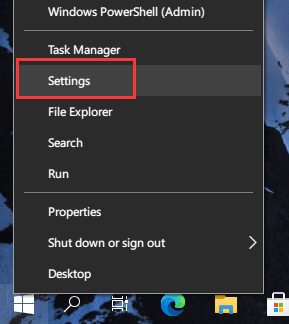 Windows PowerShell (Admin)
Task Manager
Settings
File Explorer
Search
Run
Properties
Shut down or sign out
Desktop